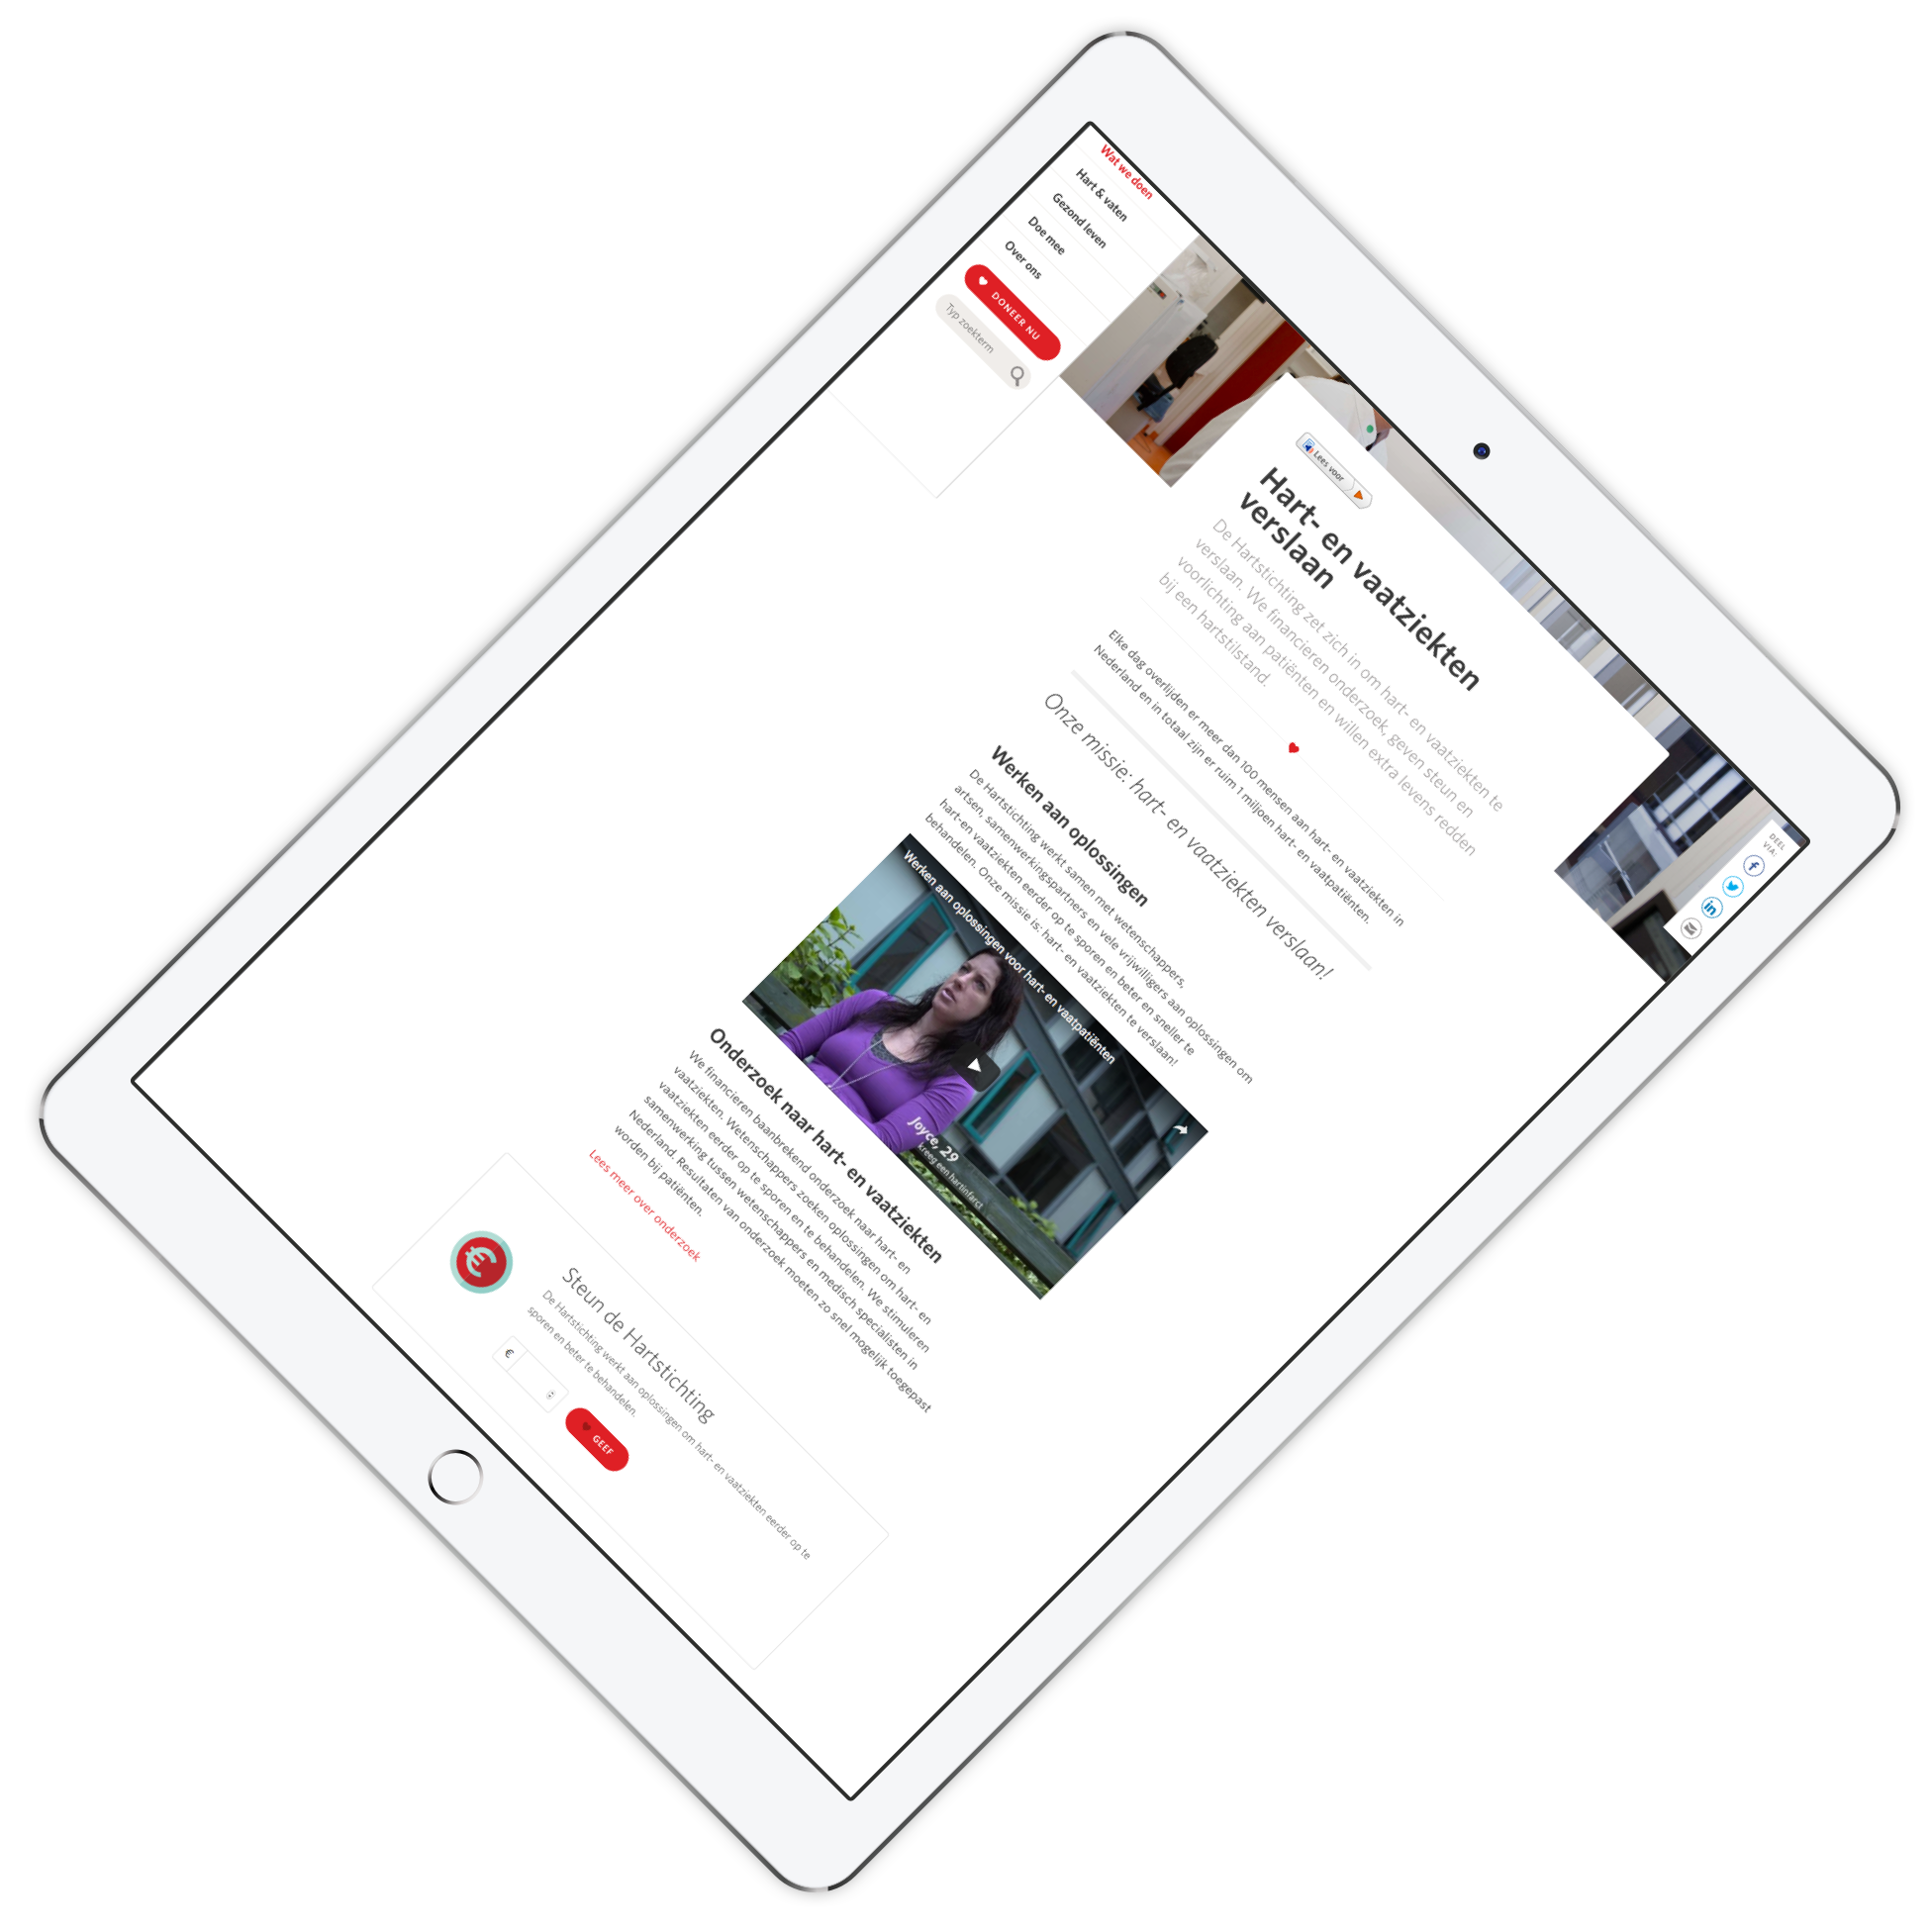 Wat we doen
Hart & vaten
Gezond leven
Doe mee
Over ons
DONEER NU
Typ zoekterm
Lees voor
Hart- en vaatziekten
verslaan
De Hartstichting zet zich in om hart- en vaatziekten te
verslaan. We financieren onderzoek, geven steun en
voorlichting aan patiënten en willen extra levens redden
bij een hartstilstand.
DEEL
VIA:
f
in
Elke dag overlijden er meer dan 100 mensen aan hart- en vaatziekten in
Nederland en in totaal zijn er ruim 1 miljoen hart- en vaatpatiënten.
Onze missie: hart- en vaatziekten verslaan!
Werken aan oplossingen
De Hartstichting werkt samen met wetenschappers,
artsen, samenwerkingspartners en vele vrijwilligers aan oplossingen om
hart-en vaatziekten eerder op te sporen en beter en sneller te
behandelen. Onze missie is: hart- en vaatziekten te verslaan!
Werken aan oplossingen voor hart- en vaatpatiënten
Joyce, 29
kreeg een hartinfarct
Onderzoek naar hart- en vaatziekten
We financieren baanbrekend onderzoek naar hart- en
vaatziekten. Wetenschappers zoeken oplossingen om hart- en
vaatziekten eerder op te sporen en te behandelen. We stimuleren
samenwerking tussen wetenschappers en medisch specialisten in
Nederland. Resultaten van onderzoek moeten zo snel mogelijk toegepast
worden bij patiënten.
Lees meer over onderzoek
€
Steun de Hartstichting
De Hartstichting werkt aan oplossingen om hart- en vaatziekten eerder op te
sporen en beter te behandelen.
€
GEEF